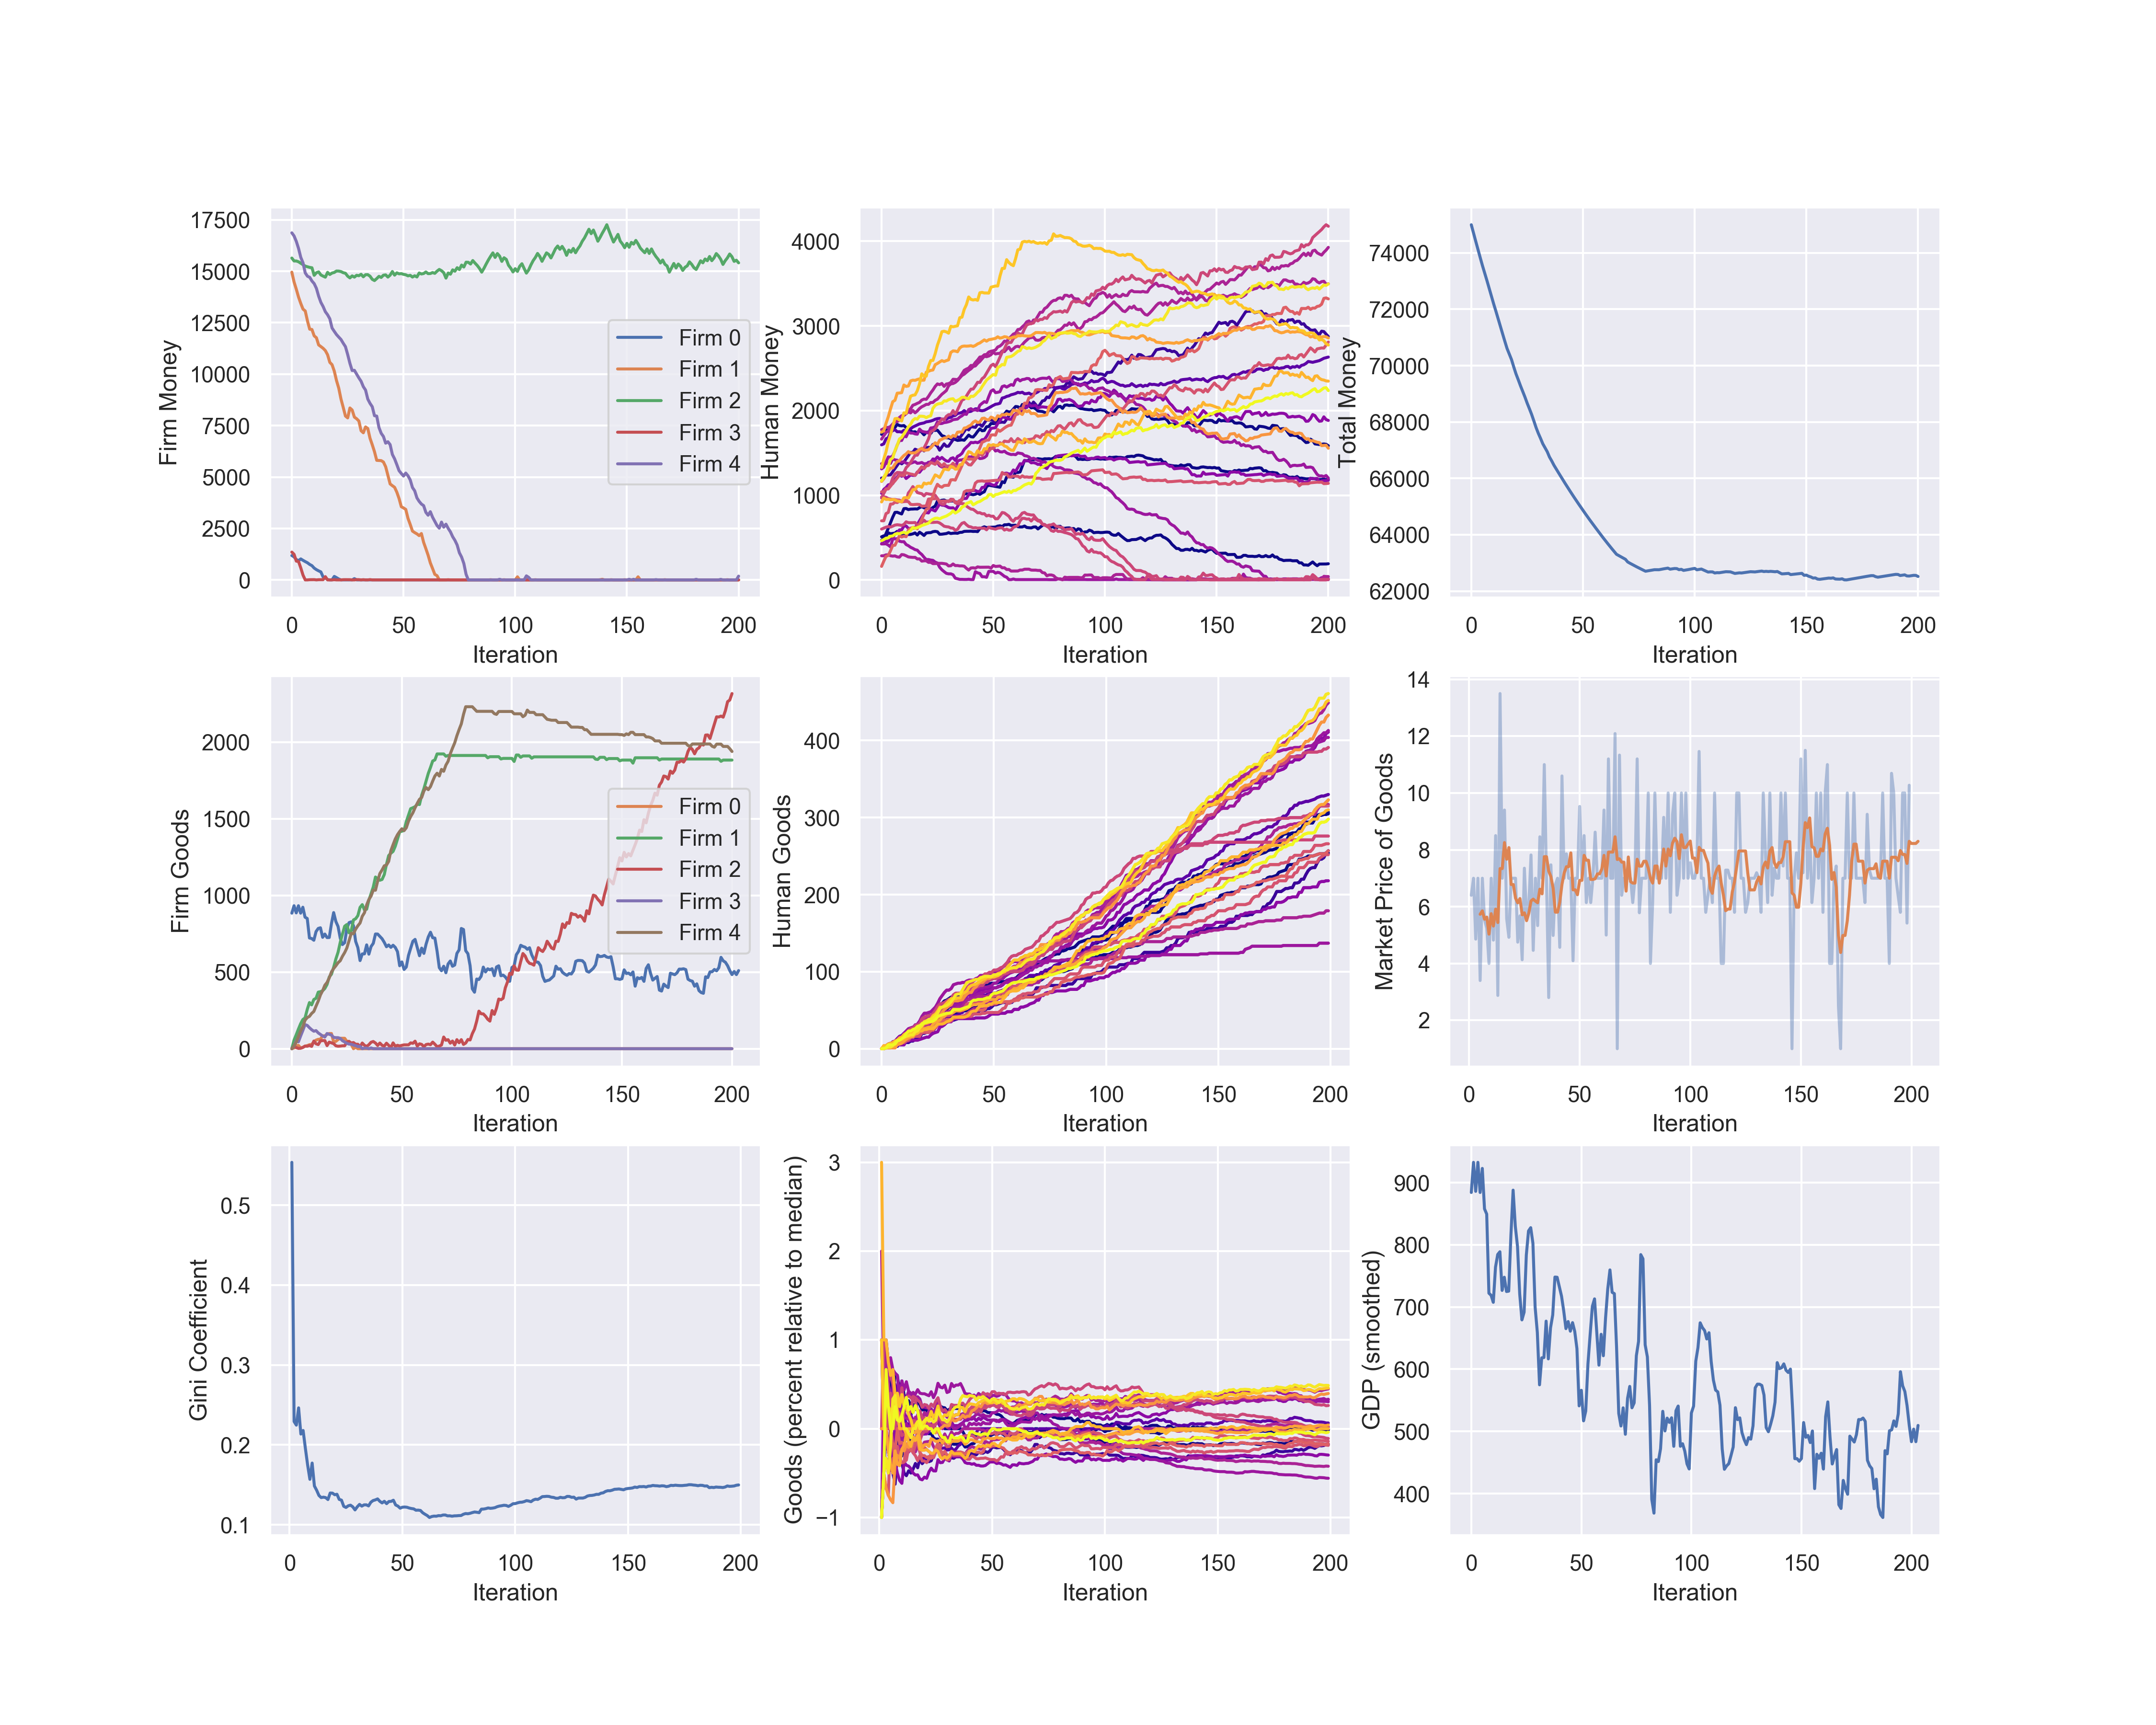 Firm Money
17500
15000
12500
10000
7500
5000
2500
0
Firm 0
Firm 1
Firm 2
Firm 3
Firm 4
0 50 100 150 200
Iteration
Human Money
4000
3000
2000
1000
0
0 50 100 150 200
Iteration
Total Money
74000
72000
70000
68000
66000
64000
62000
0 50 100 150 200
Iteration
Firm Goods
2000
1500
1000
500
0
Firm 0
Firm 1
Firm 2
Firm 3
Firm 4
0 50 100 150 200
Iteration
Human Goods
400
300
200
100
0
0 50 100 150 200
Iteration
Market Price of Goods
14
12
10
8
6
4
2
0 50 100 150 200
Iteration
Gini Coefficient
0.5
0.4
0.3
0.2
0.1
0 50 100 150 200
Iteration
Goods (percent relative to median)
3
2
1
0
−1
0 50 100 150 200
Iteration
GDP (smoothed)
900
800
700
600
500
400
0 50 100 150 200
Iteration